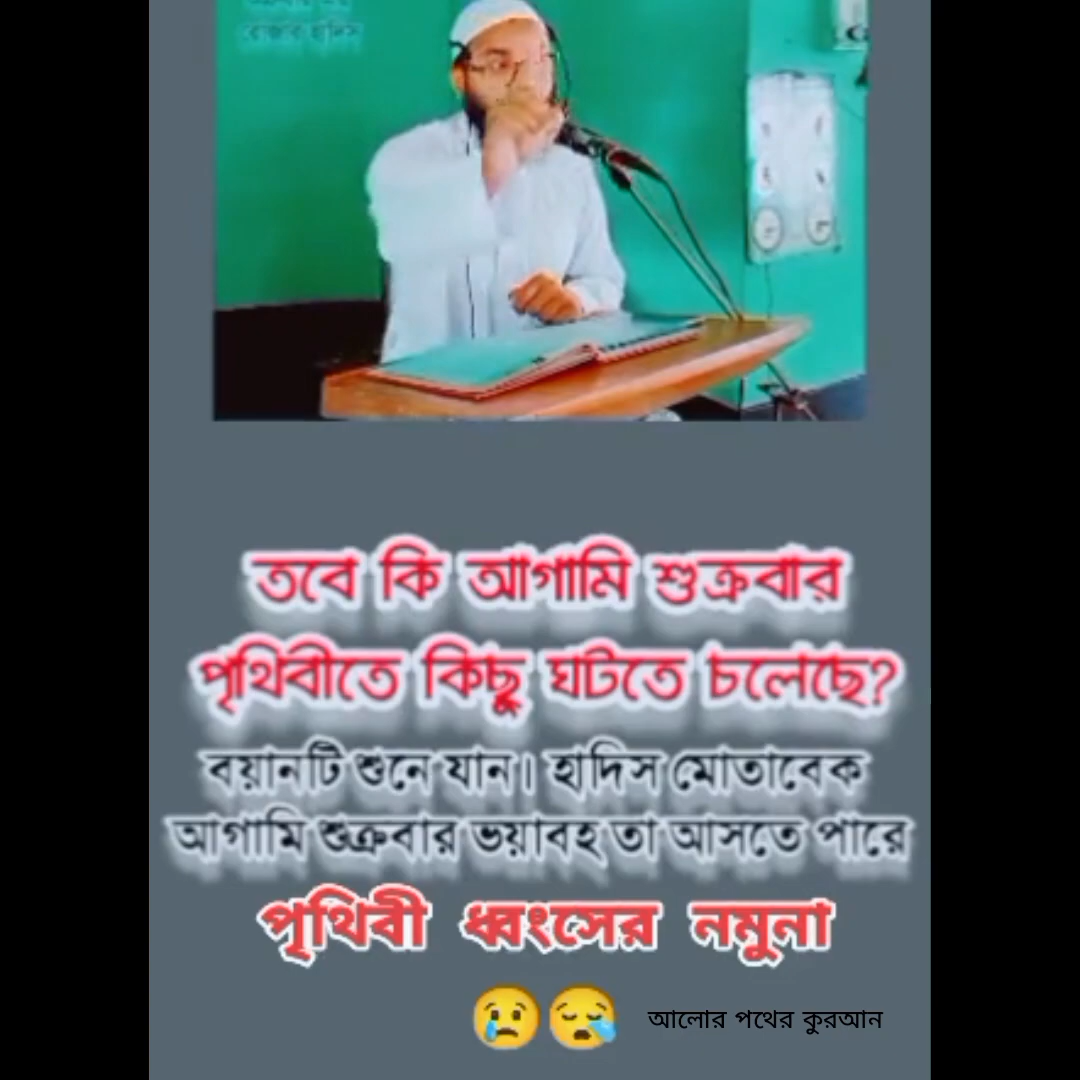 রোজার হাদিস
তবে কি আগামি শুক্রবার
পৃথিবীতে কিছু ঘটতে চলেছে?
বয়ানটি শুনে যান। হাদিস মোতাবেক
আগামি শুক্রবার ভয়াবহ তা আসতে পারে
পৃথিবী ধ্বংসের নমুনা
😢😪 আলোর পথের কুরআন